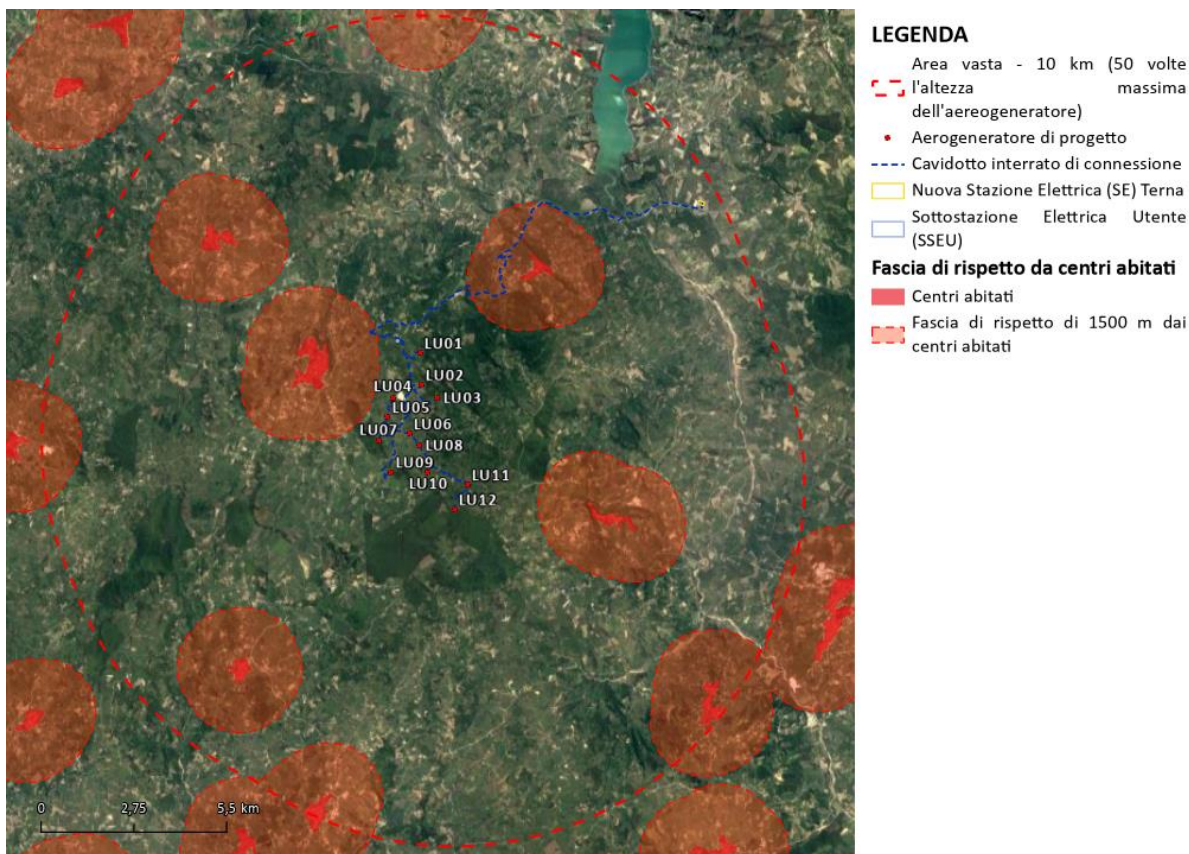 LEGENDA
Area vasta - 10 km (50 volte
l'altezza massima
dell'aereogeneratore)
Aerogeneratore di progetto
Cavidotto interrato di connessione
Nuova Stazione Elettrica (SE) Terna
Sottostazione Elettrica Utente
(SSEU)
Fascia di rispetto da centri abitati
Centri abitati
Fascia di rispetto di 1500 m dai
centri abitati
LU01
LU02
LU04
LU03
LU05
LU06
LU07
LU08
LU09
LU11
LU10
LU12
0 2,75 5,5 km